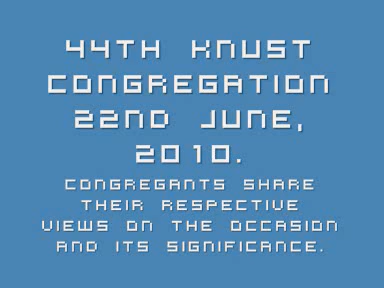 44TH KNUST
CONGREGATION
22ND JUNE,
2010.
CONGREGANTS SHARE
THEIR RESPECTIVE
VIEWS ON THE OCCASION
AND ITS SIGNIFICANCE.